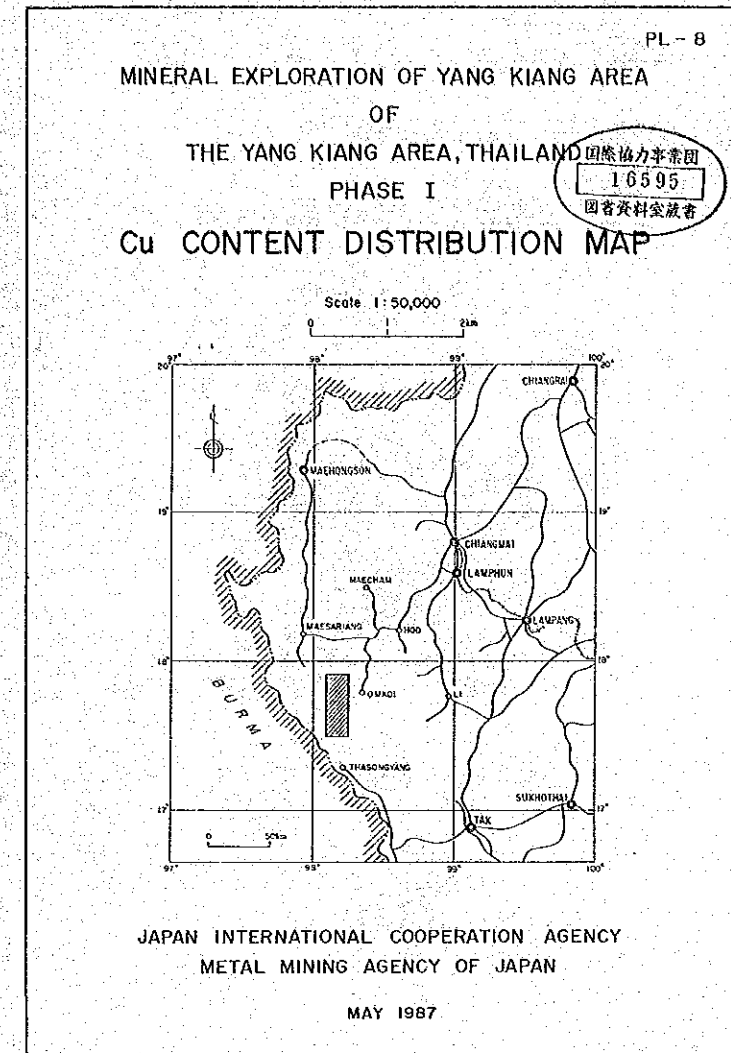 PL-8
MINERAL EXPLORATION OF YANG KIANG AREA
OF
THE YANG KIANG AREA, THAILAND
PHASE I
国際協力事業団
16595
図書資料室蔵書
Cu CONTENT DISTRIBUTION MAP
Scale 1:50,000
0 1 2km
97° 98° 99° 100°
20° 20°
CHIANGRAI
MAEHONGSON
19° 19°
CHIANGMAI
LAMPHUN
MAECHAM
LAMPANG
MAESARIANG
HOD
18° 18°
OMKOI
LI
BURMA
THASONGYANG
SUKHOTHAI
17° 17°
TAK
0 50km
97° 98° 99° 100°
JAPAN INTERNATIONAL COOPERATION AGENCY
METAL MINING AGENCY OF JAPAN
MAY 1987